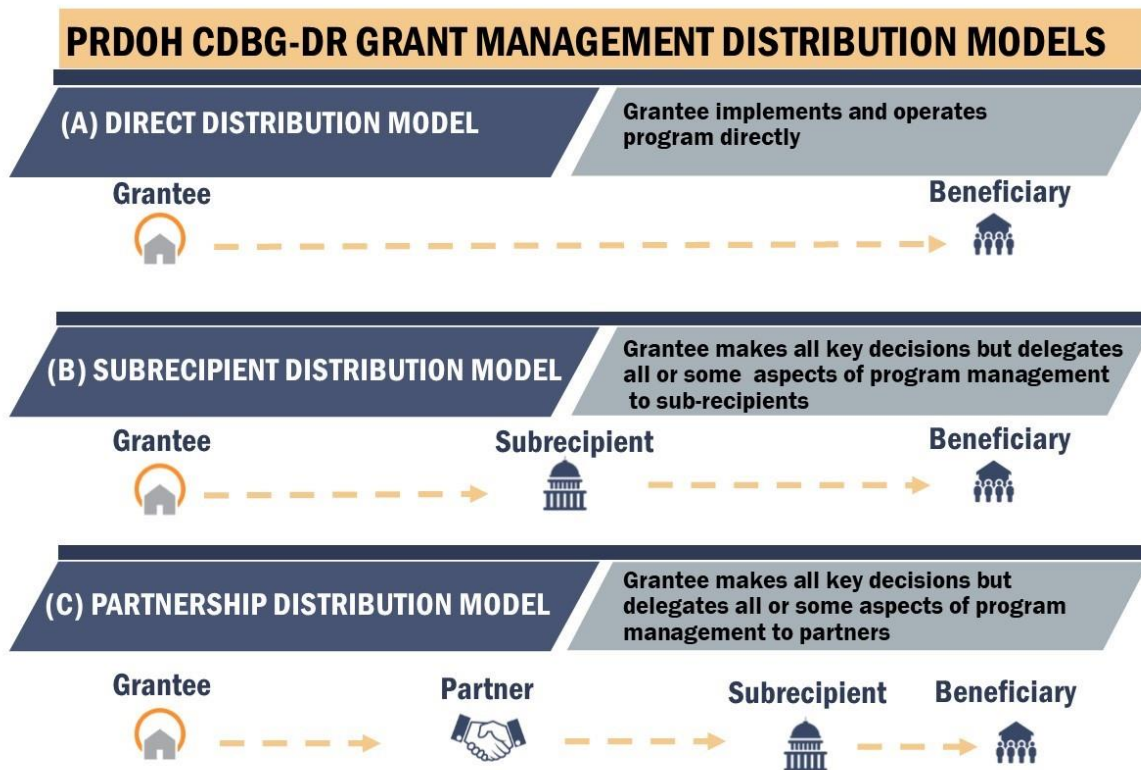 PRDOH CDBG-DR GRANT MANAGEMENT DISTRIBUTION MODELS
(A) DIRECT DISTRIBUTION MODEL
Grantee implements and operates
program directly
Grantee
Beneficiary
(B) SUBRECIPIENT DISTRIBUTION MODEL
Grantee makes all key decisions but delegates
all or some aspects of program management
to sub-recipients
Grantee
Subrecipient
Beneficiary
(C) PARTNERSHIP DISTRIBUTION MODEL
Grantee makes all key decisions but
delegates all or some aspects of program
management to partners
Grantee
Partner
Subrecipient
Beneficiary